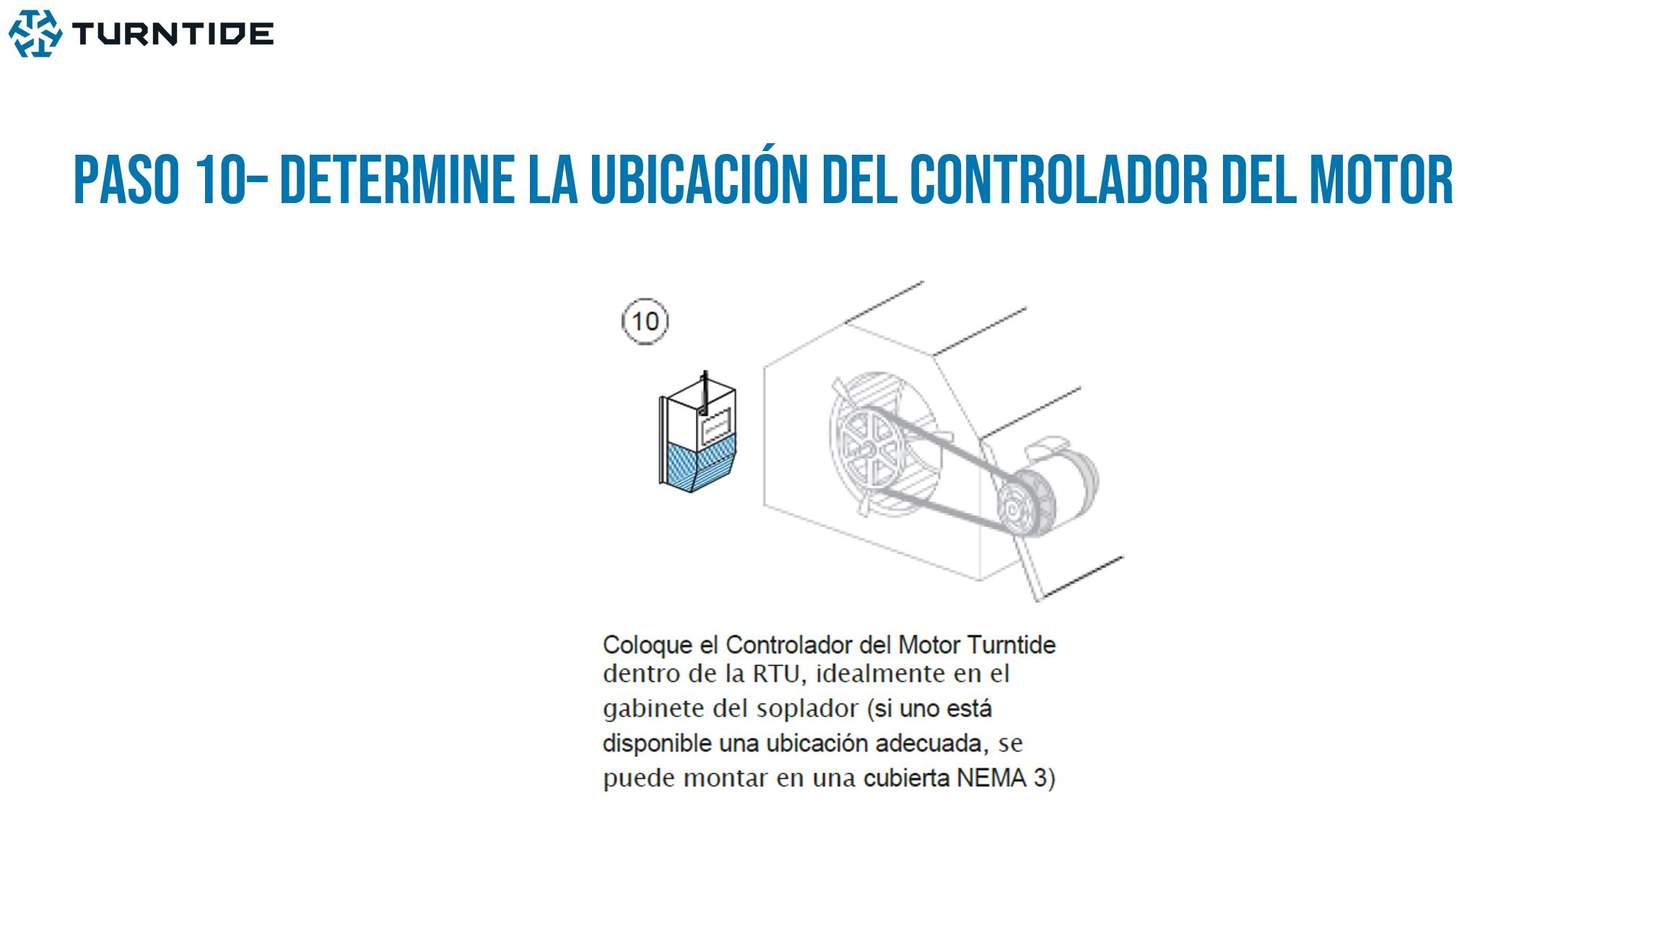 TURNTIDE
PASO 10– DETERMINE LA UBICACIÓN DEL CONTROLADOR DEL MOTOR
10
Coloque el Controlador del Motor Turntide
dentro de la RTU, idealmente en el
gabinete del soplador (si uno está
disponible una ubicación adecuada, se
puede montar en una cubierta NEMA 3)